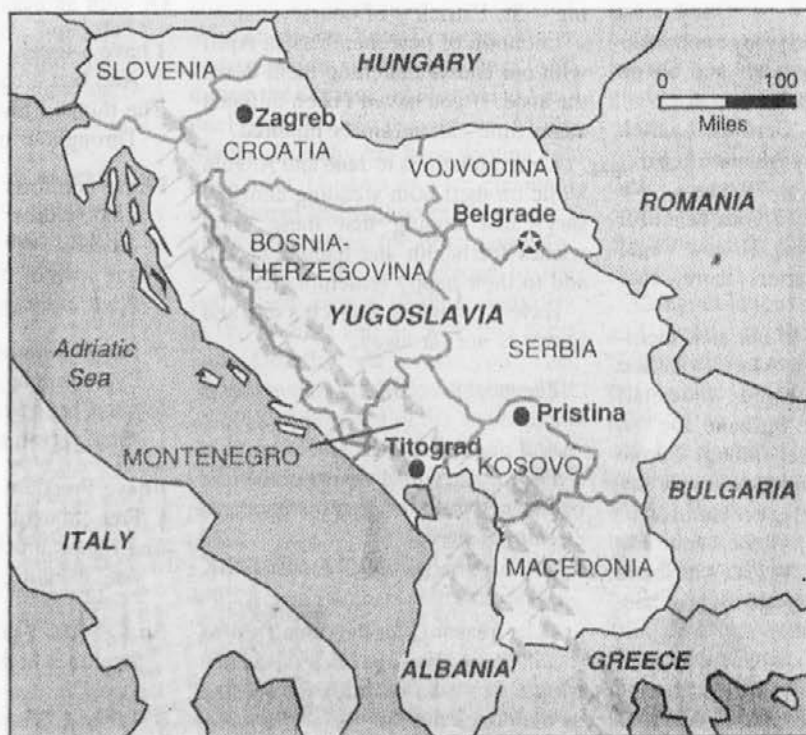 SLOVENIA
HUNGARY
0 100
Miles
Zagreb
CROATIA
VOJVODINA
ROMANIA
Belgrade
BOSNIA-
HERZEGOVINA
YUGOSLAVIA
Adriatic
Sea
SERBIA
Pristina
MONTENEGRO
Titograd
KOSOVO
BULGARIA
ITALY
MACEDONIA
ALBANIA
GREECE